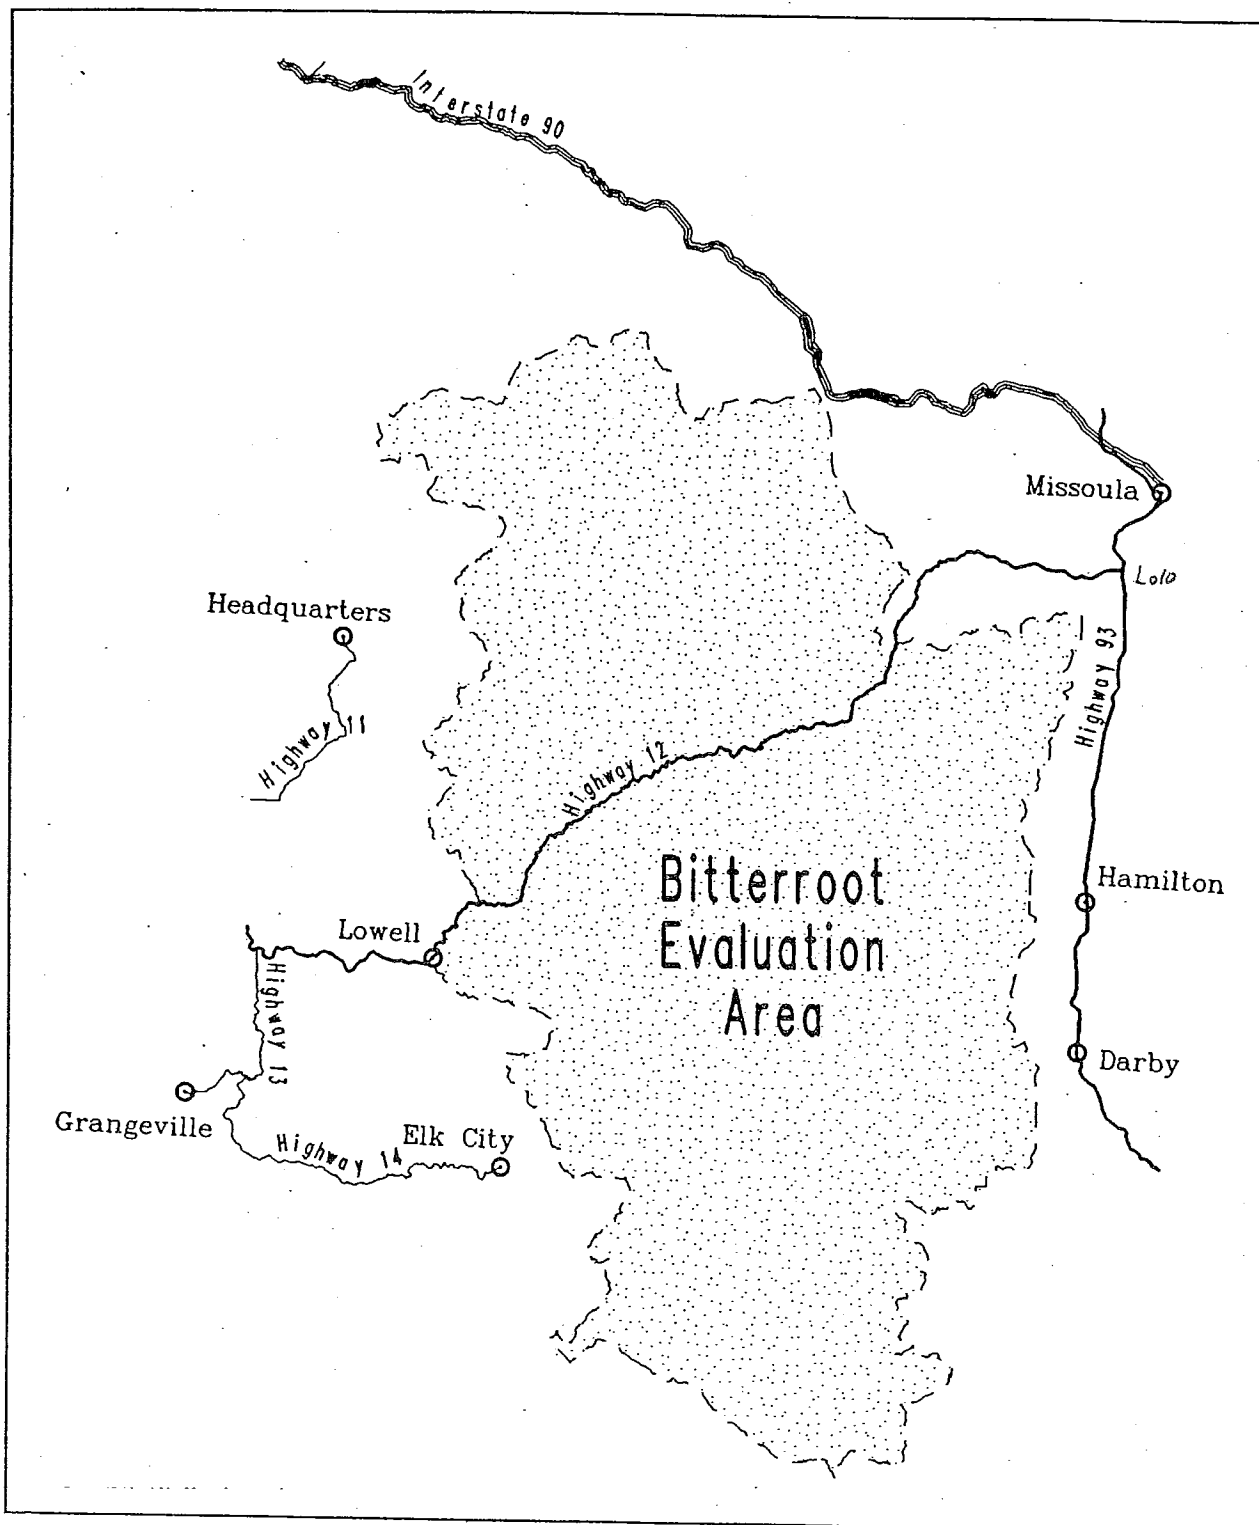 Interstate 90
Missoula
Lolo
Headquarters
Highway 93
Highway 11
Highway 12
Bitterroot
Evaluation
Area
Hamilton
Lowell
Highway 13
Darby
Grangeville
Elk City
Highway 14